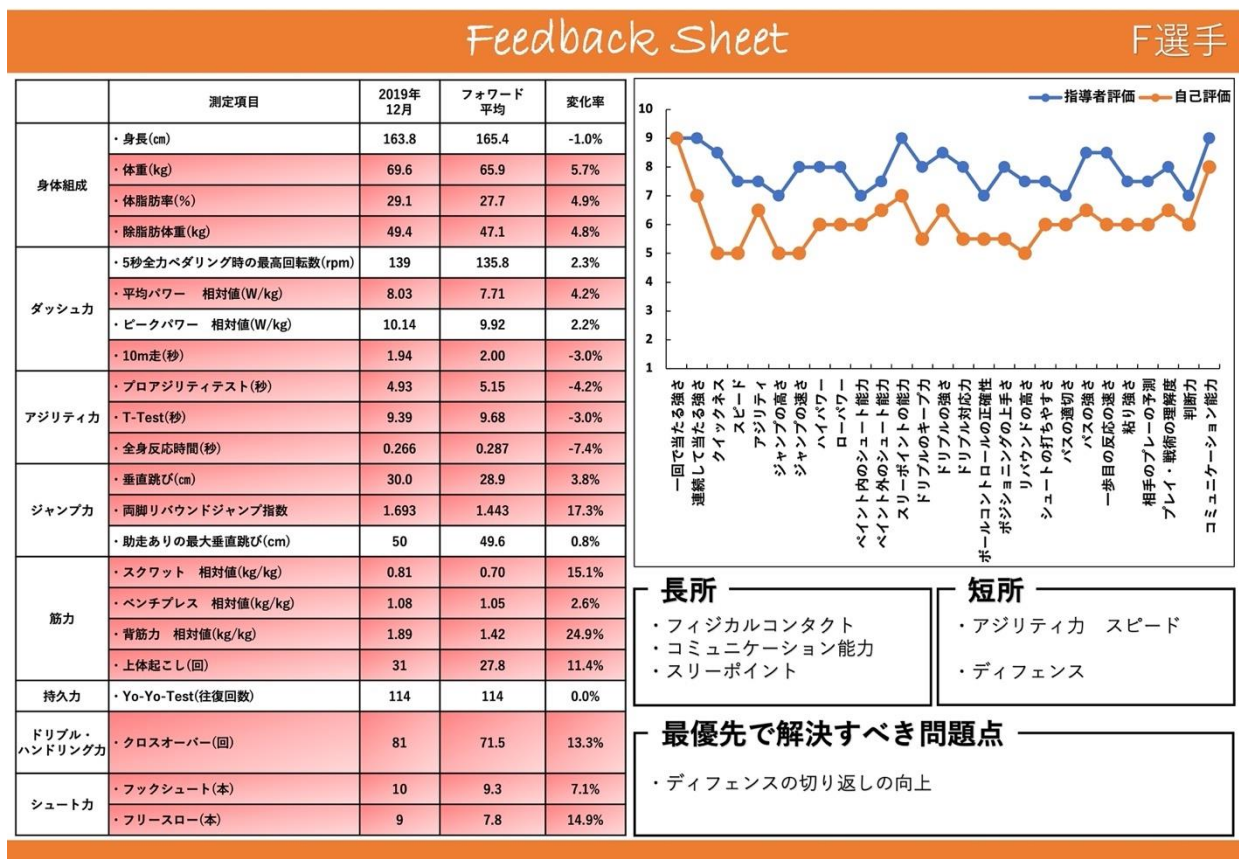 Feedback Sheet
F選手
測定項目 2019年12月 フォワード平均 変化率
身体組成
・身長(㎝) 163.8 165.4 -1.0%
・体重(kg) 69.6 65.9 5.7%
・体脂肪率(%) 29.1 27.7 4.9%
・除脂肪体重(kg) 49.4 47.1 4.8%
ダッシュ力
・5秒全力ペダリング時の最高回転数(rpm) 139 135.8 2.3%
・平均パワー 相対値(W/kg) 8.03 7.71 4.2%
・ピークパワー 相対値(W/kg) 10.14 9.92 2.2%
・10m走(秒) 1.94 2.00 -3.0%
アジリティ力
・プロアジリティテスト(秒) 4.93 5.15 -4.2%
・T-Test(秒) 9.39 9.68 -3.0%
・全身反応時間(秒) 0.266 0.287 -7.4%
ジャンプ力
・垂直跳び(㎝) 30.0 28.9 3.8%
・両脚リバウンドジャンプ指数 1.693 1.443 17.3%
・助走ありの最大垂直跳び(cm) 50 49.6 0.8%
筋力
・スクワット 相対値(kg/kg) 0.81 0.70 15.1%
・ベンチプレス 相対値(kg/kg) 1.08 1.05 2.6%
・背筋力 相対値(kg/kg) 1.89 1.42 24.9%
・上体起こし(回) 31 27.8 11.4%
持久力
・Yo-Yo-Test(往復回数) 114 114 0.0%
ドリブル・
ハンドリング力
・クロスオーバー(回) 81 71.5 13.3%
シュート力
・フックシュート(本) 10 9.3 7.1%
・フリースロー(本) 9 7.8 14.9%
指導者評価 自己評価
10
9
8
7
6
5
4
3
2
1
一回で当たる強さ
連続して当たる強さ
クイックネス
スピード
アジリティ
ジャンプの高さ
ジャンプの速さ
ハイパワー
ローパワー
ペイント内のシュート能力
ペイント外のシュート能力
スリーポイントの能力
ドリブルのキープ力
ドリブルの強さ
ドリブル対応力
ボールコントロールの正確性
ポジショニングの上手さ
リバウンドの高さ
シュートの打ちやすさ
パスの適切さ
パスの強さ
一歩目の反応の速さ
粘り強さ
相手のプレーの予測
プレイ・戦術の理解度
判断力
コミュニケーション能力
長所
・フィジカルコンタクト
・コミュニケーション能力
・スリーポイント
短所
・アジリティ力 スピード
・ディフェンス
最優先で解決すべき問題点
・ディフェンスの切り返しの向上